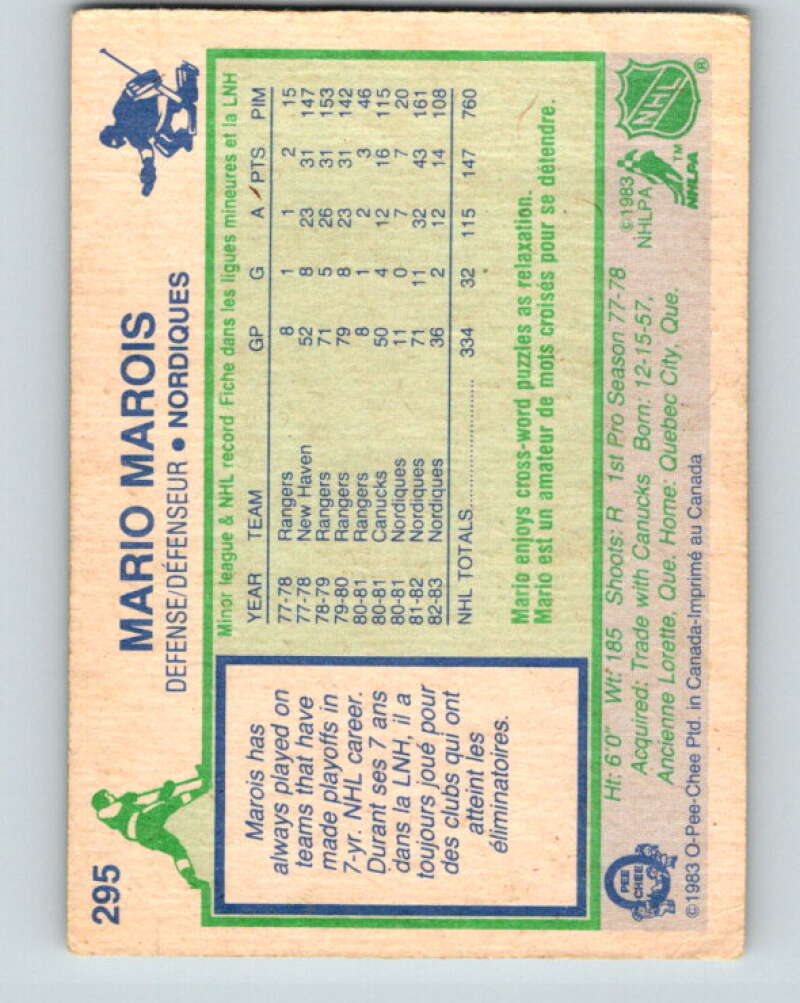 295
MARIO MAROIS
DEFENSE/DÉFENSEUR • NORDIQUES
Marois has
always played on
teams that have
made playoffs in
7-yr. NHL career.
Durant ses 7 ans
dans la LNH, il a
toujours joué pour
des clubs qui ont
atteint les
éliminatoires.
Minor league & NHL record Fiche dans les ligues mineures et la LNH
YEAR TEAM GP G A PTS PIM
77-78 Rangers 8 1 1 2 15
77-78 New Haven 52 8 23 31 147
78-79 Rangers 71 5 26 31 153
79-80 Rangers 79 8 23 31 142
80-81 Rangers 8 1 2 3 46
80-81 Canucks 50 4 12 16 115
80-81 Nordiques 11 0 7 7 20
81-82 Nordiques 71 11 32 43 161
82-83 Nordiques 36 2 12 14 108
NHL TOTALS.................. 334 32 115 147 760
Mario enjoys cross-word puzzles as relaxation.
Mario est un amateur de mots croisés pour se détendre.
Ht: 6'0" Wt: 185 Shoots: R 1st Pro Season 77-78
Acquired: Trade with Canucks Born: 12-15-57,
Ancienne Lorette, Que. Home: Quebec City, Que.
©1983 O-Pee-Chee Ptd. in Canada-Imprimé au Canada
O PEE CHEE
©1983
NHLPA
NHLPA
TM
NHL
®